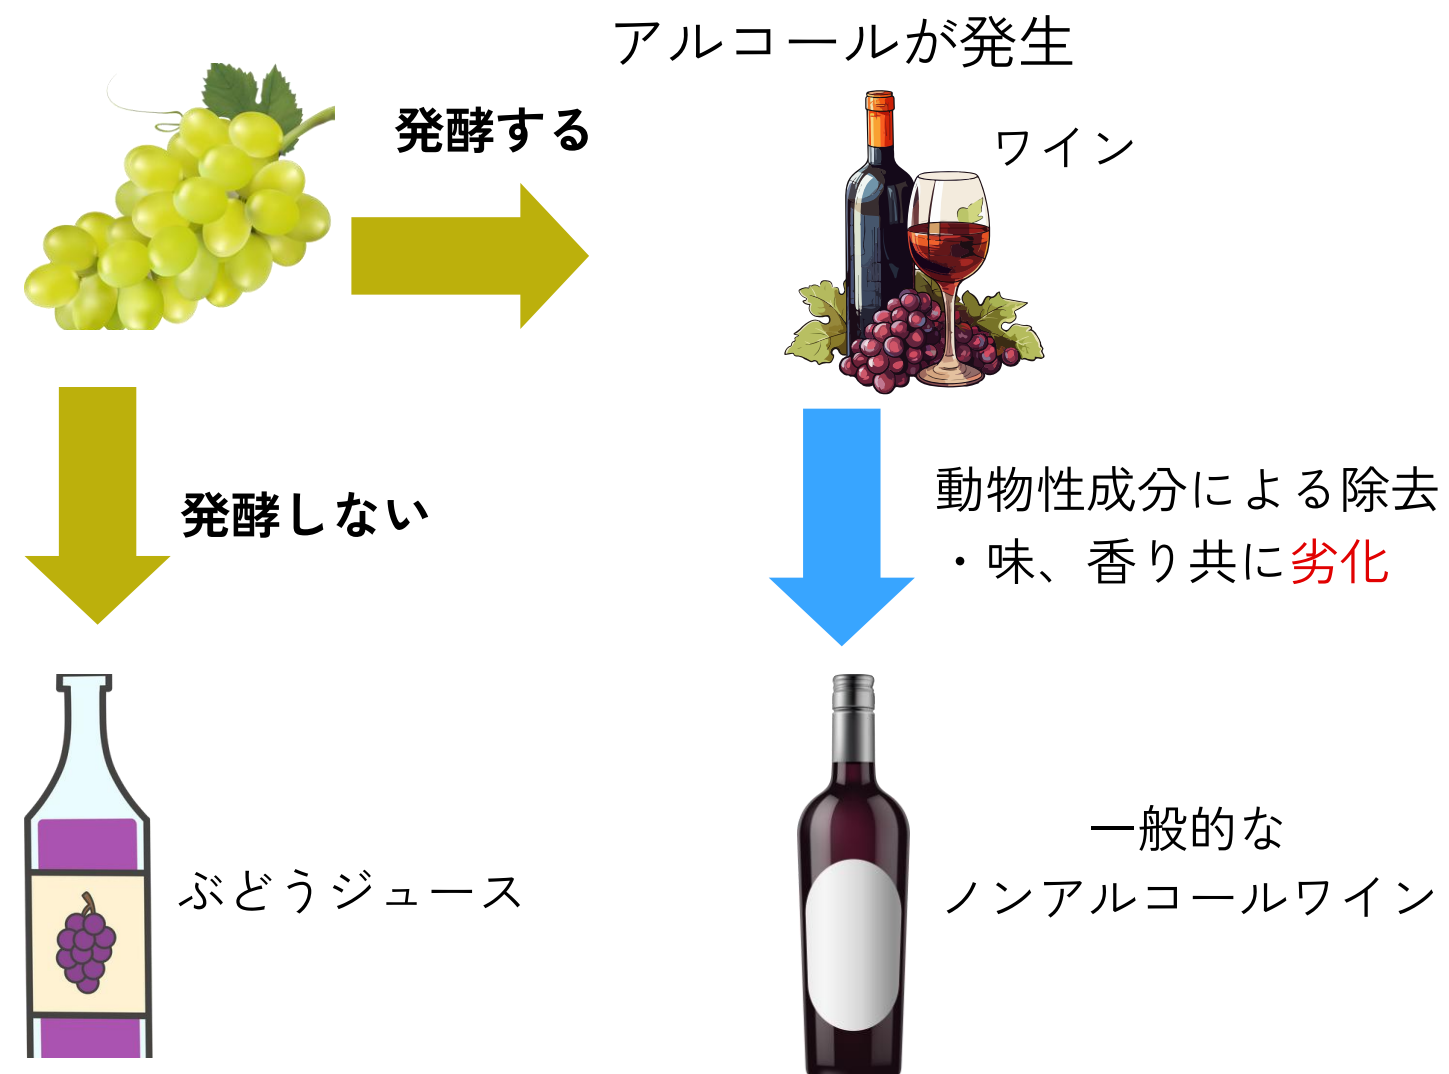 アルコールが発生
発酵する
ワイン
動物性成分による除去
・味、香り共に劣化
発酵しない
一般的な
ノンアルコールワイン
ぶどうジュース